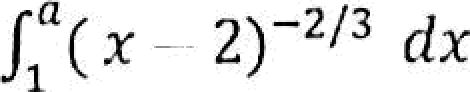 ∫₁ᵃ( x − 2)⁻²/³ dx